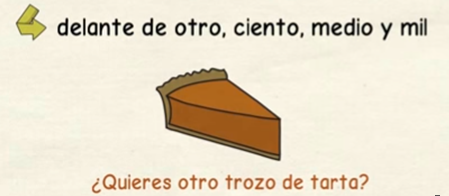 delante de otro, ciento, medio y mil
¿Quieres otro trozo de tarta?